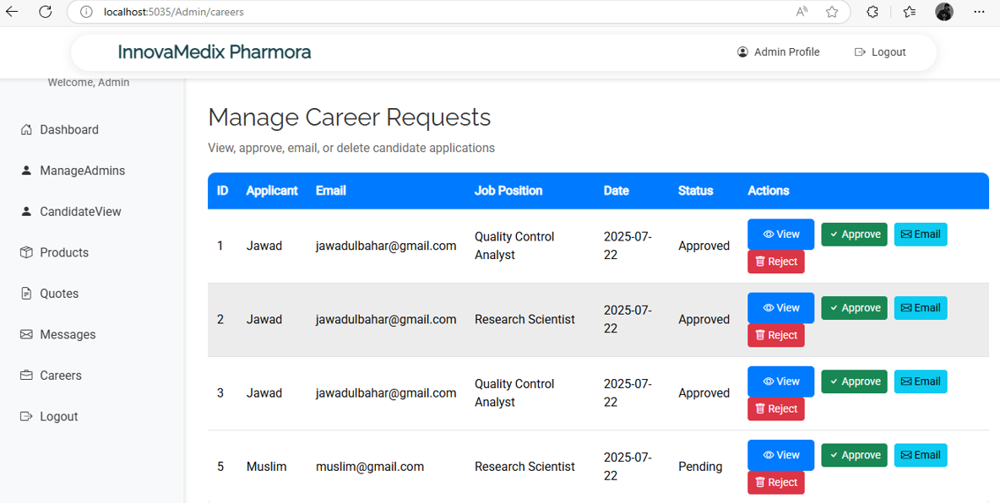 localhost:5035/Admin/careers
InnovaMedix Pharmora
Admin Profile
Logout
Welcome, Admin
Dashboard
ManageAdmins
CandidateView
Products
Quotes
Messages
Careers
Logout
Manage Career Requests
View, approve, email, or delete candidate applications
ID Applicant Email Job Position Date Status Actions
1 Jawad jawadulbahar@gmail.com Quality Control Analyst 2025-07-22 Approved View Approve Email Reject
2 Jawad jawadulbahar@gmail.com Research Scientist 2025-07-22 Approved View Approve Email Reject
3 Jawad jawadulbahar@gmail.com Quality Control Analyst 2025-07-22 Approved View Approve Email Reject
5 Muslim muslim@gmail.com Research Scientist 2025-07-22 Pending View Approve Email Reject